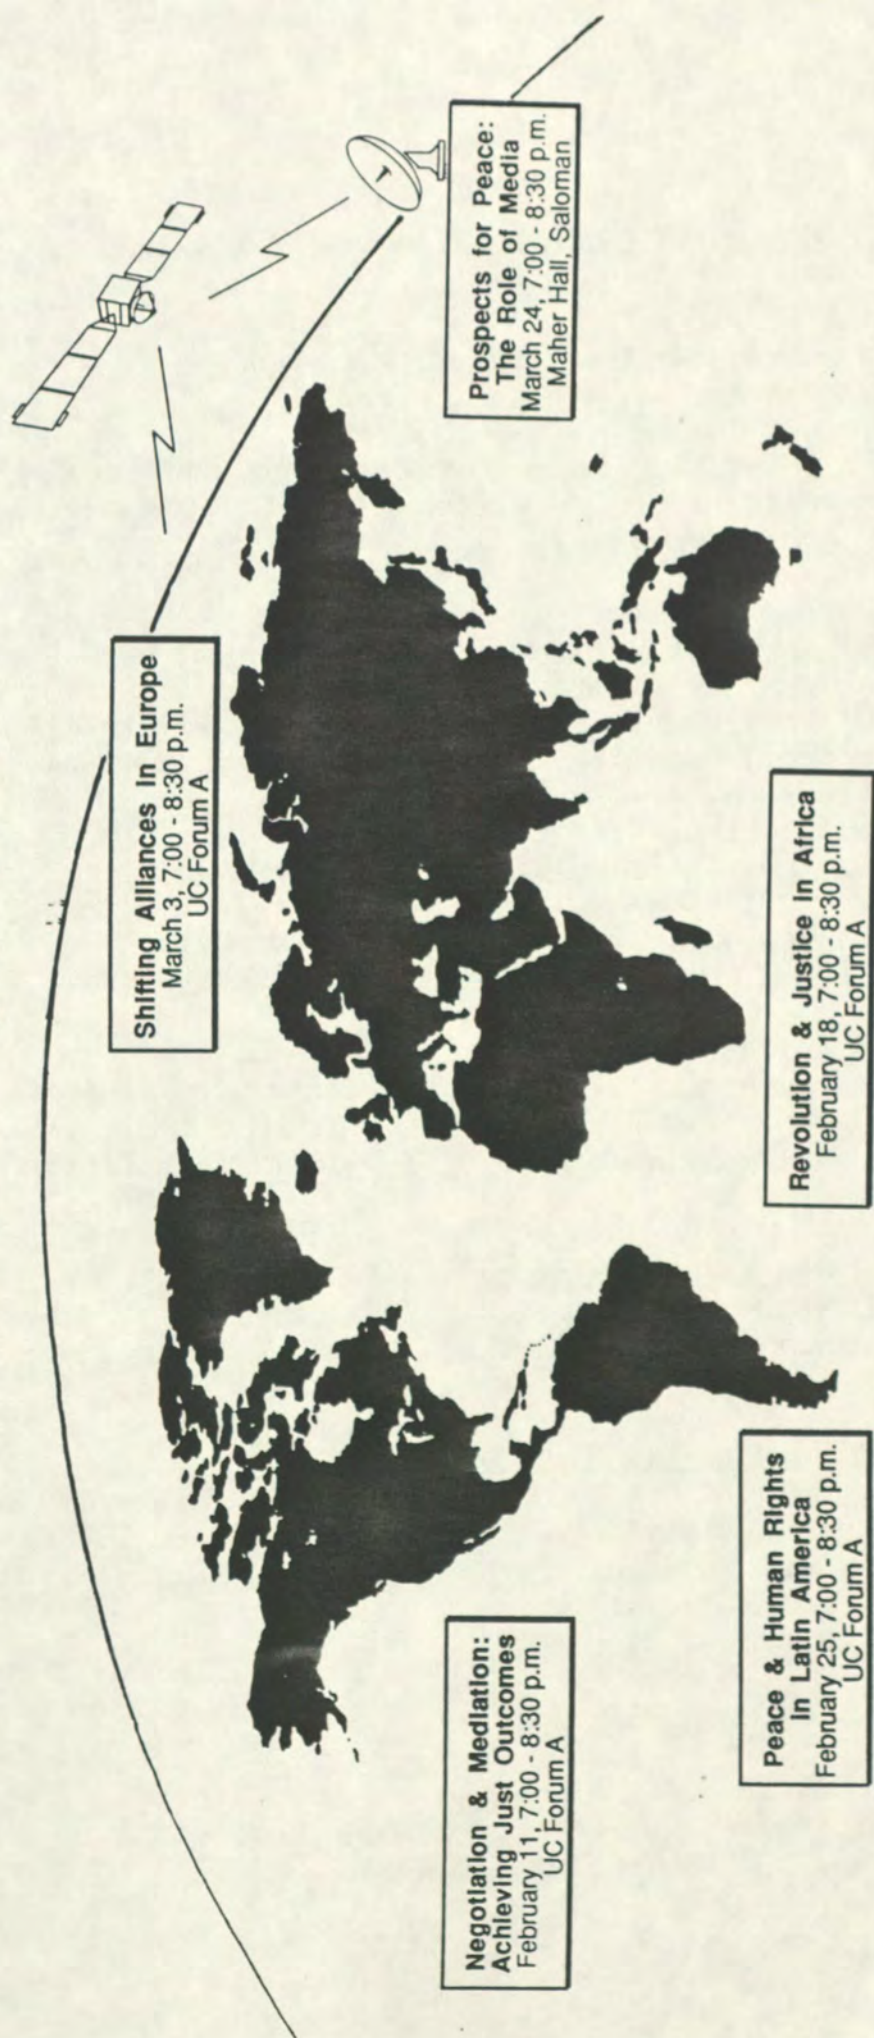 Shifting Alliances in Europe
March 3, 7:00 - 8:30 p.m.
UC Forum A
Prospects for Peace:
The Role of Media
March 24, 7:00 - 8:30 p.m.
Maher Hall, Saloman
Negotiation & Mediation:
Achieving Just Outcomes
February 11, 7:00 - 8:30 p.m.
UC Forum A
Peace & Human Rights
in Latin America
February 25, 7:00 - 8:30 p.m.
UC Forum A
Revolution & Justice in Africa
February 18, 7:00 - 8:30 p.m.
UC Forum A